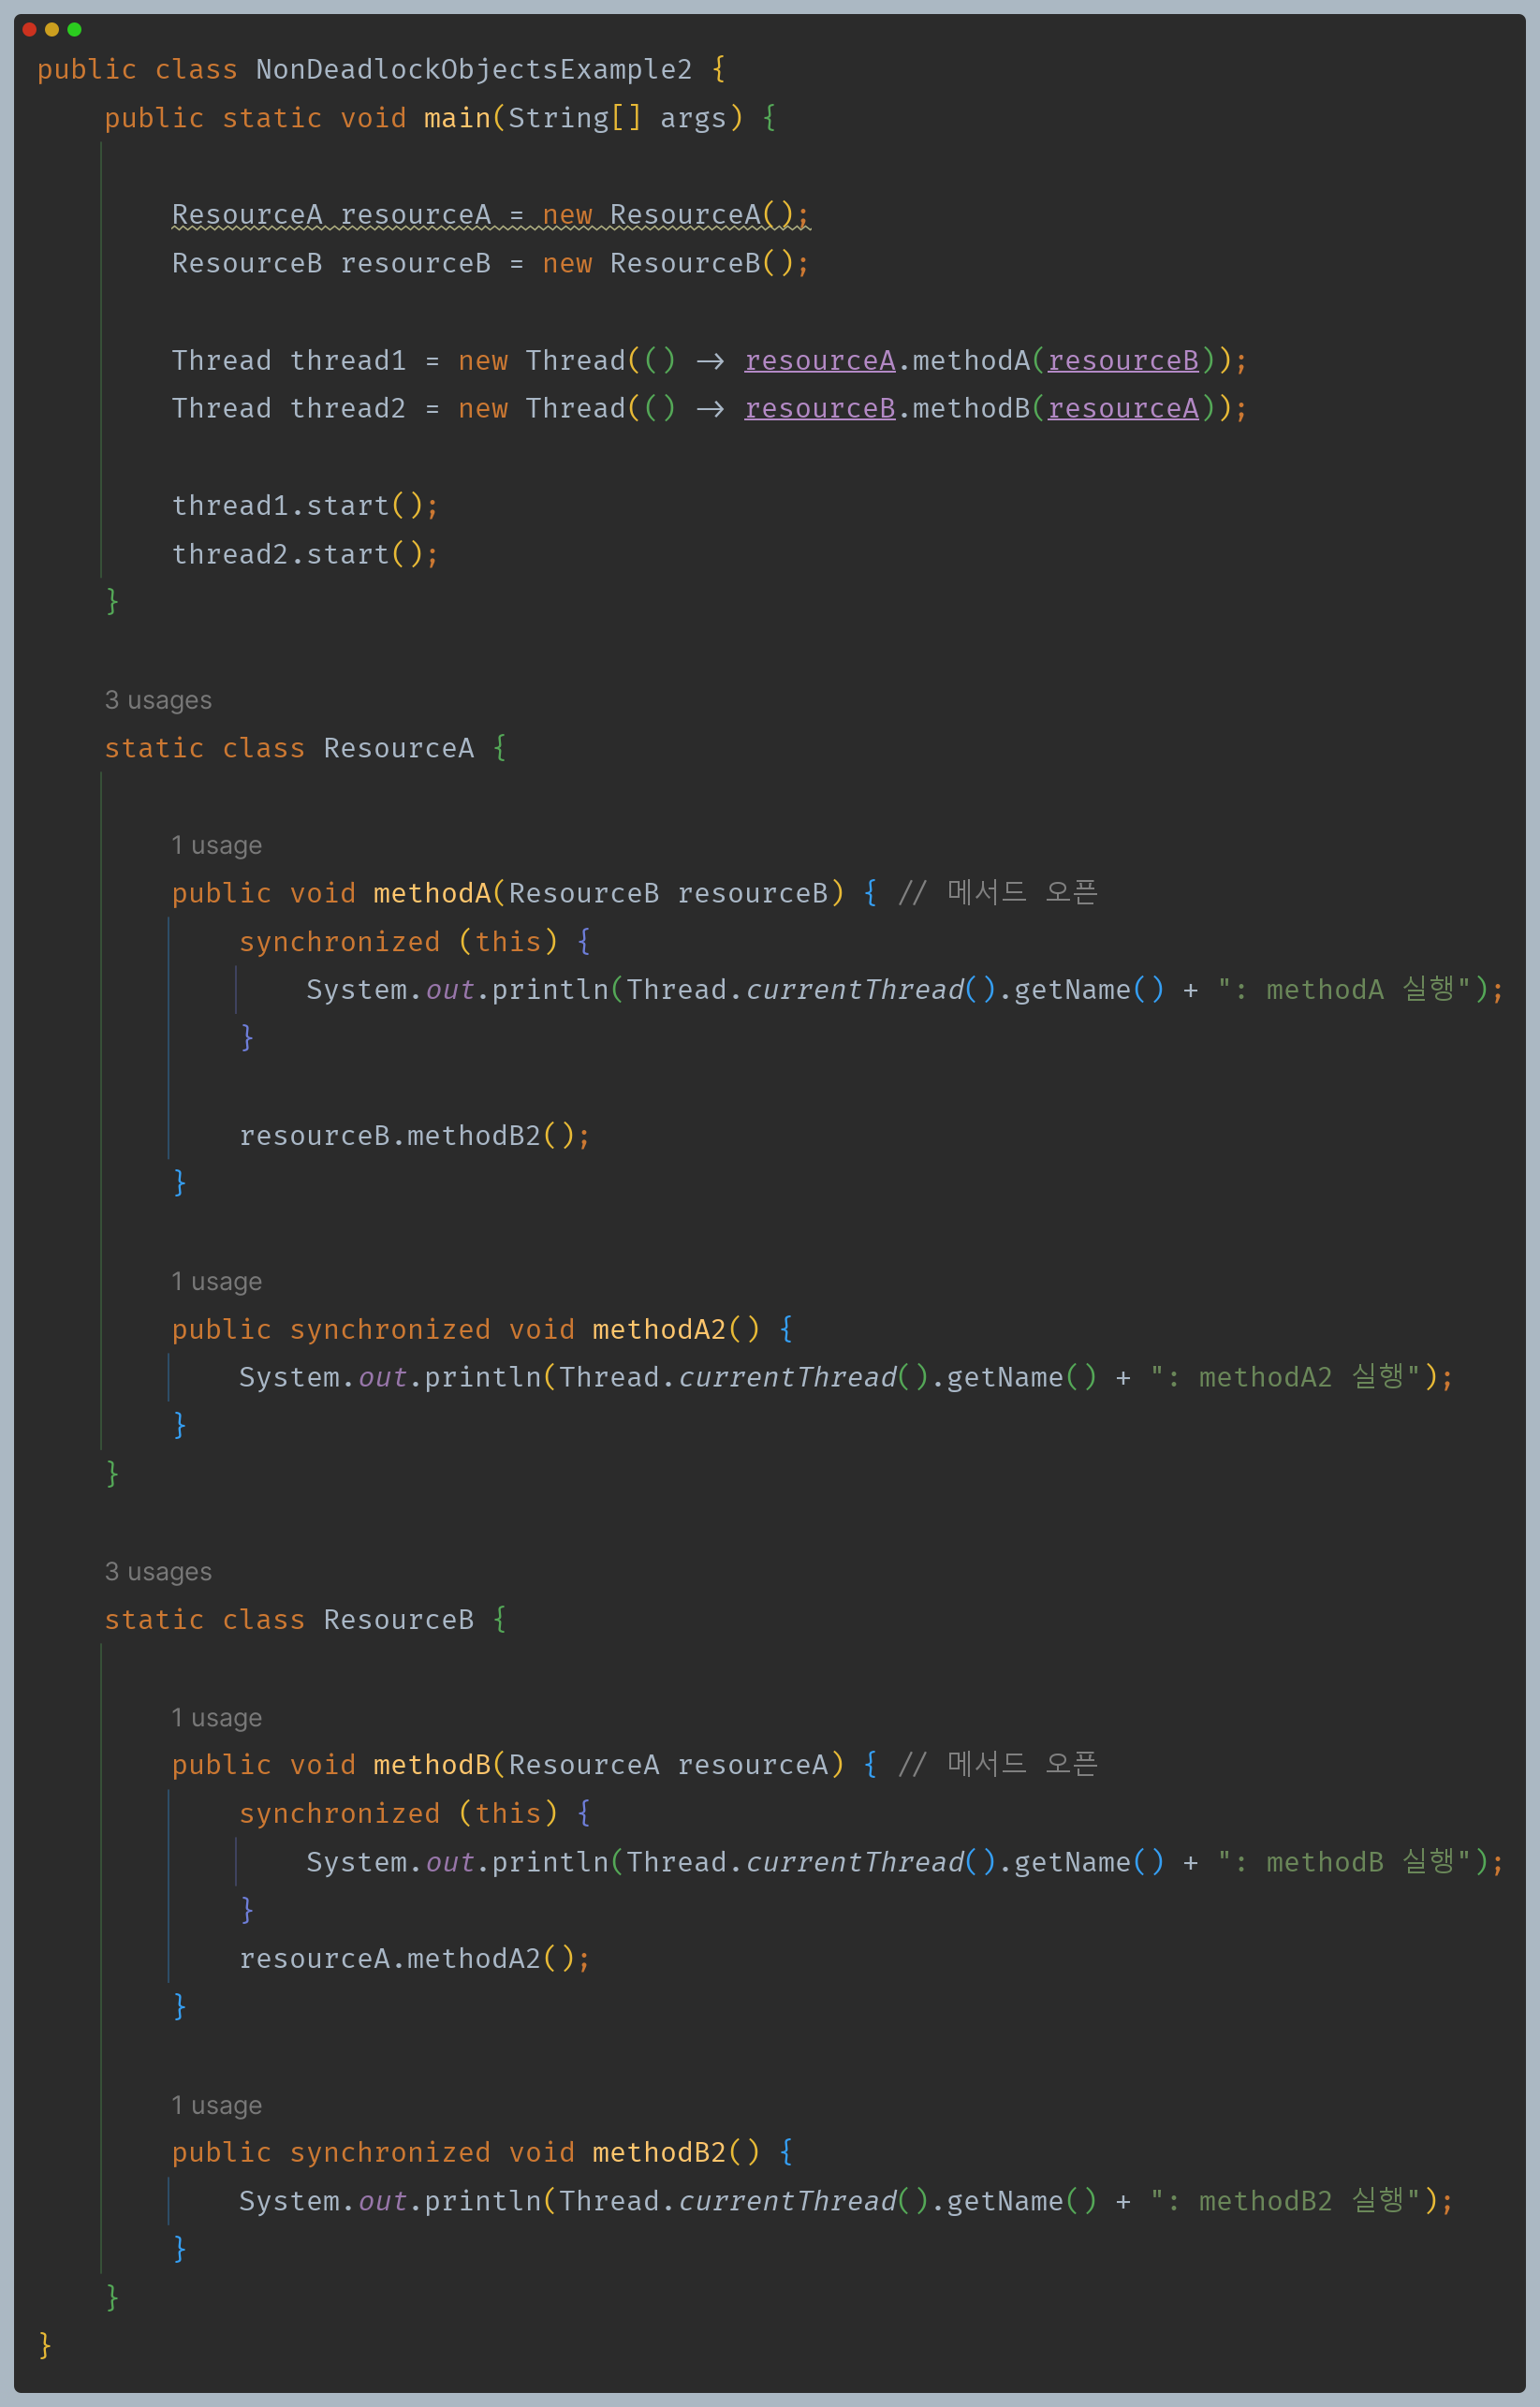 public class NonDeadlockObjectsExample2 {
    public static void main(String[] args) {

        ResourceA resourceA = new ResourceA();
        ResourceB resourceB = new ResourceB();

        Thread thread1 = new Thread(() -> resourceA.methodA(resourceB));
        Thread thread2 = new Thread(() -> resourceB.methodB(resourceA));

        thread1.start();
        thread2.start();
    }

    3 usages
    static class ResourceA {

        1 usage
        public void methodA(ResourceB resourceB) { // 메서드 오픈
            synchronized (this) {
                System.out.println(Thread.currentThread().getName() + ": methodA 실행");
            }

            resourceB.methodB2();
        }

        1 usage
        public synchronized void methodA2() {
            System.out.println(Thread.currentThread().getName() + ": methodA2 실행");
        }
    }

    3 usages
    static class ResourceB {

        1 usage
        public void methodB(ResourceA resourceA) { // 메서드 오픈
            synchronized (this) {
                System.out.println(Thread.currentThread().getName() + ": methodB 실행");
            }
            resourceA.methodA2();
        }

        1 usage
        public synchronized void methodB2() {
            System.out.println(Thread.currentThread().getName() + ": methodB2 실행");
        }
    }
}